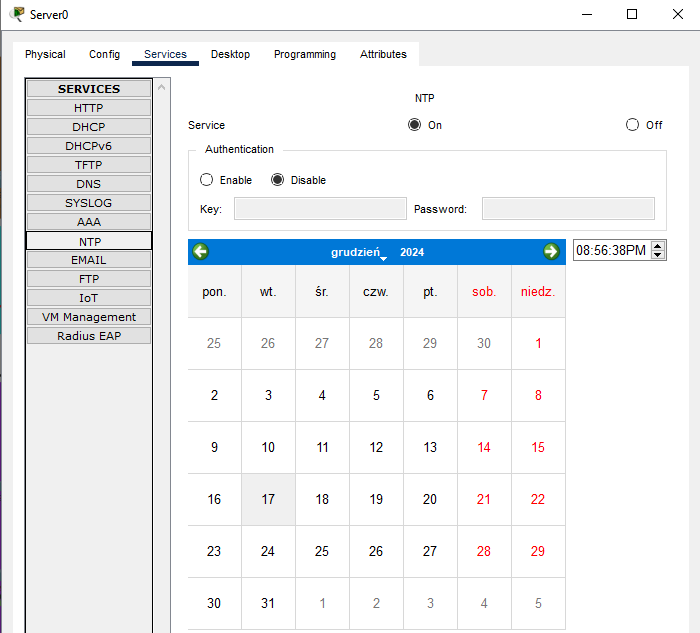 Server0
Physical Config Services Desktop Programming Attributes
SERVICES
HTTP
DHCP
DHCPv6
TFTP
DNS
SYSLOG
AAA
NTP
EMAIL
FTP
IoT
VM Management
Radius EAP
NTP
Service On Off
Authentication
Enable Disable
Key: Password:
grudzień 2024
08:56:38PM
pon. wt. śr. czw. pt. sob. niedz.
25 26 27 28 29 30 1
2 3 4 5 6 7 8
9 10 11 12 13 14 15
16 17 18 19 20 21 22
23 24 25 26 27 28 29
30 31 1 2 3 4 5